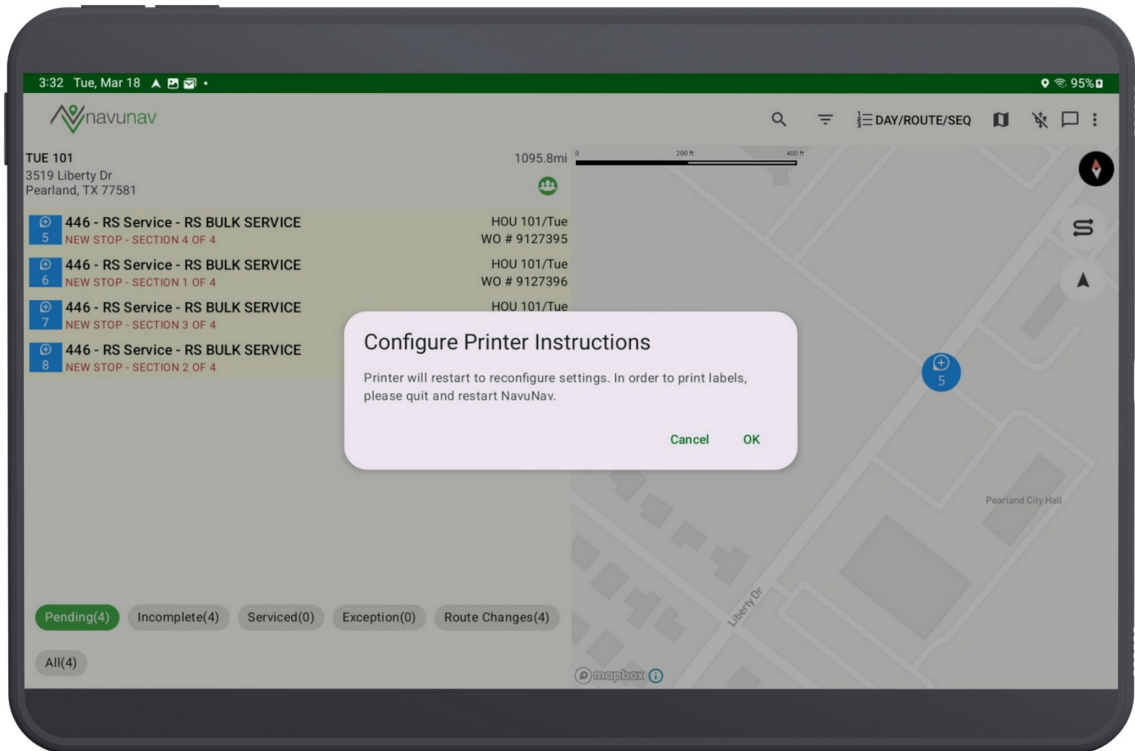 3:32 Tue, Mar 18
95%
navunav
DAY/ROUTE/SEQ
TUE 101
1095.8mi
3519 Liberty Dr
Pearland, TX 77581
5
446 - RS Service - RS BULK SERVICE
HOU 101/Tue
NEW STOP - SECTION 4 OF 4
WO # 9127395
6
446 - RS Service - RS BULK SERVICE
HOU 101/Tue
NEW STOP - SECTION 1 OF 4
WO # 9127396
7
446 - RS Service - RS BULK SERVICE
HOU 101/Tue
NEW STOP - SECTION 3 OF 4
8
446 - RS Service - RS BULK SERVICE
NEW STOP - SECTION 2 OF 4
0 200 ft 400 ft
Configure Printer Instructions
Printer will restart to reconfigure settings. In order to print labels,
please quit and restart NavuNav.
Cancel OK
5
Pearland City Hall
Liberty Dr
Pending(4) Incomplete(4) Serviced(0) Exception(0) Route Changes(4)
All(4)
mapbox